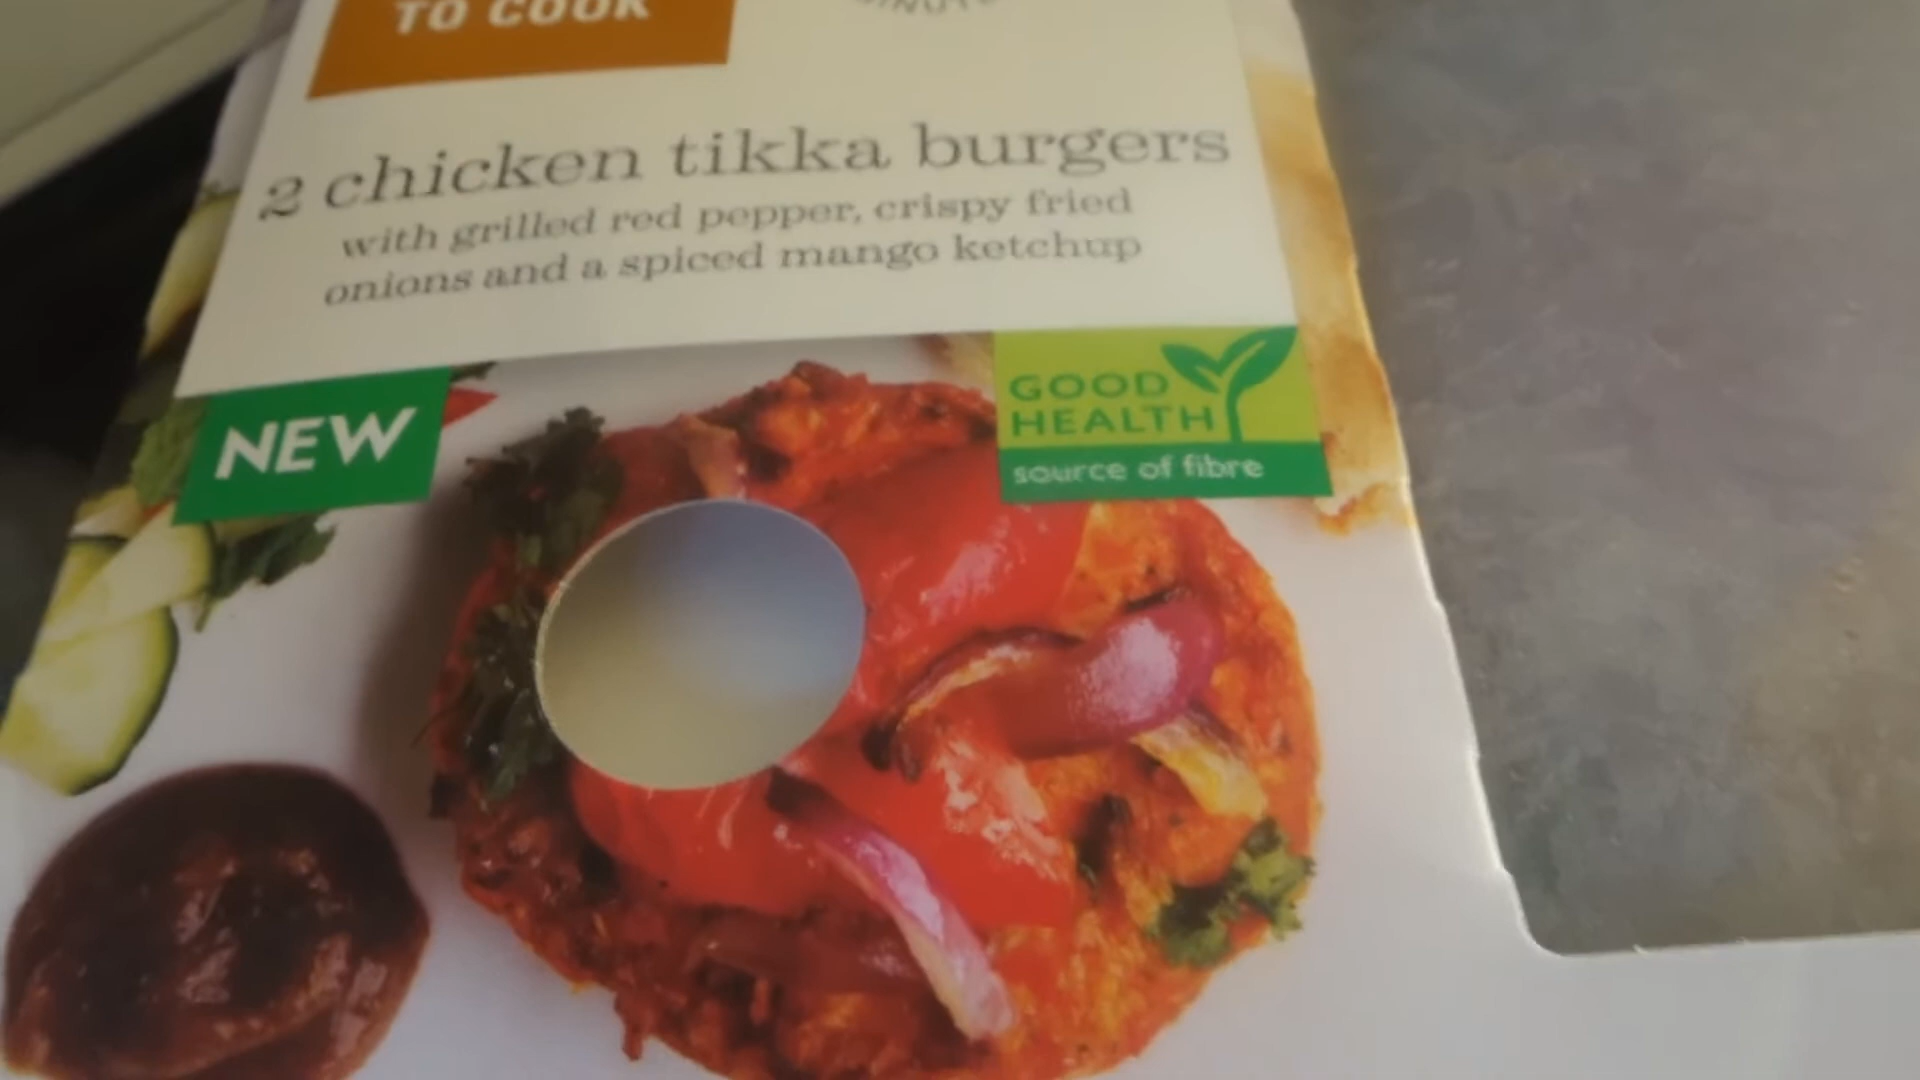 TO COOK
2 chicken tikka burgers
with grilled red pepper, crispy fried
onions and a spiced mango ketchup
NEW
GOOD
HEALTH
source of fibre